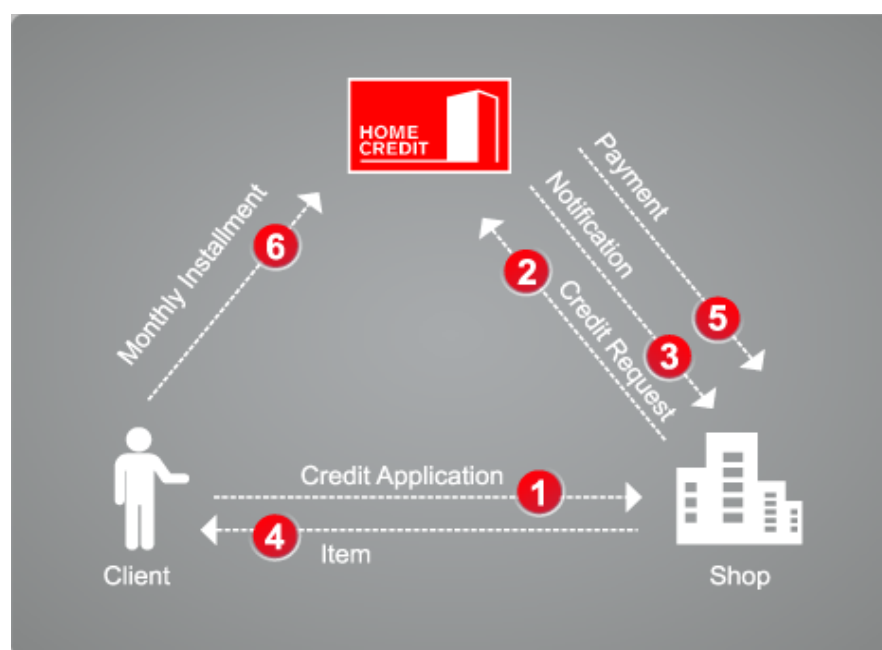 HOME
CREDIT
Payment
Notification
Monthly Installment
6
2
Credit Request
5
3
Credit Application
1
4
Item
Client
Shop